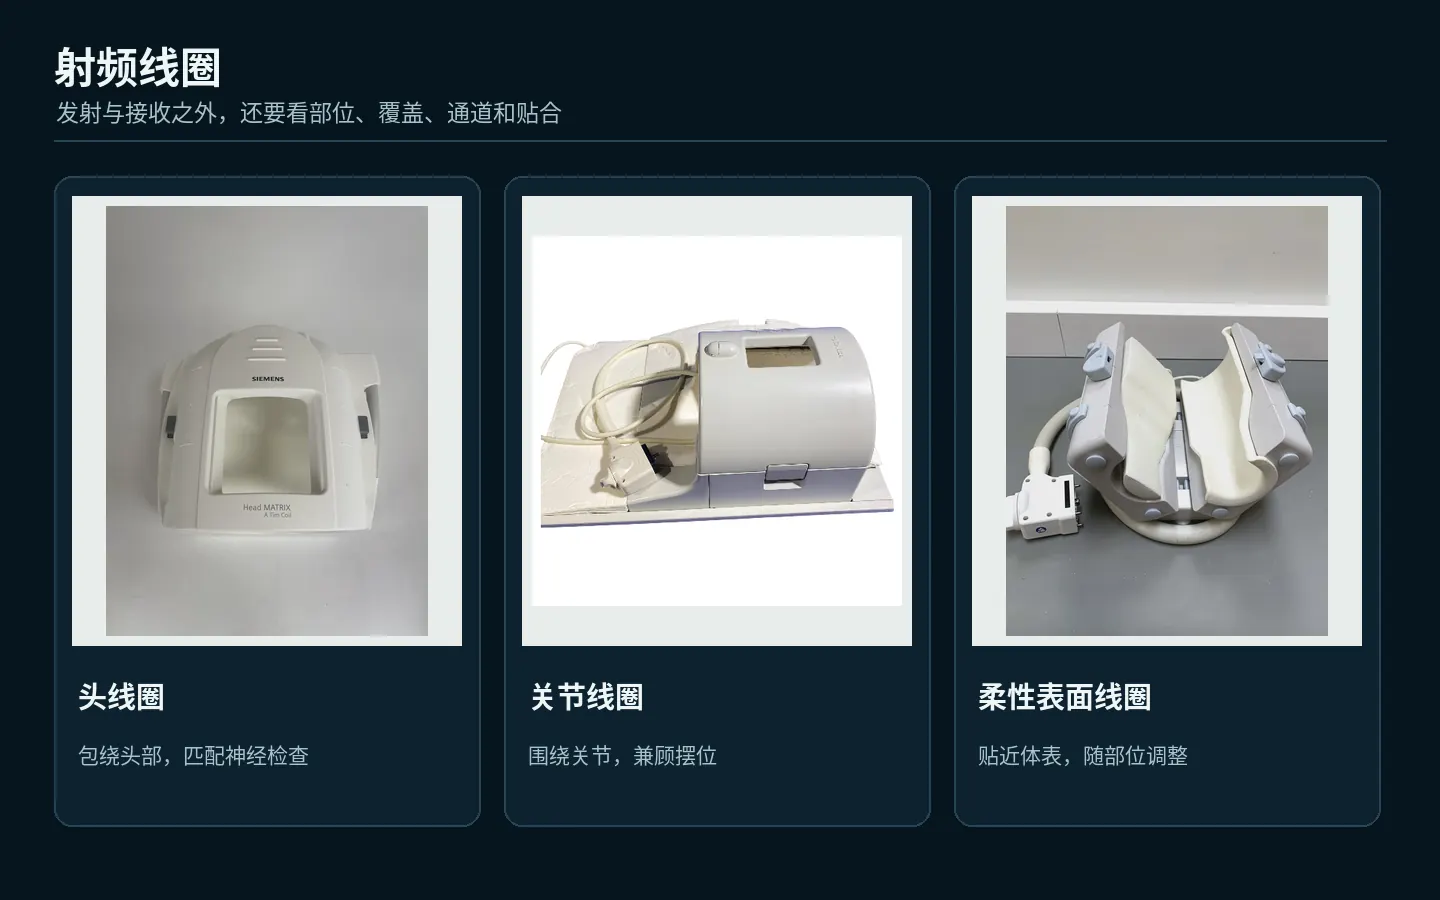 射频线圈
发射与接收之外，还要看部位、覆盖、通道和贴合
SIEMENS
Head MATRIX
A Tim Coil
头线圈
包绕头部，匹配神经检查
关节线圈
围绕关节，兼顾摆位
柔性表面线圈
贴近体表，随部位调整